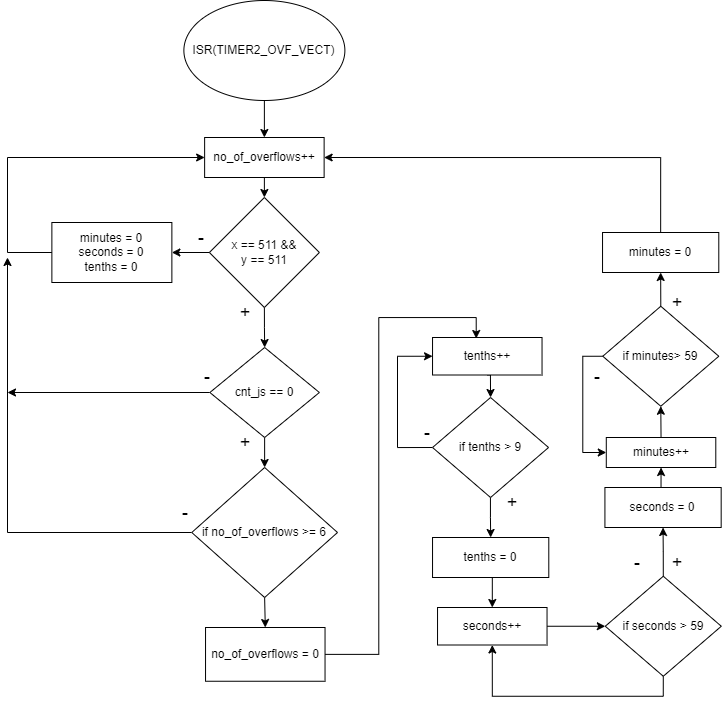 ISR(TIMER2_OVF_VECT)
no_of_overflows++
minutes = 0
seconds = 0
tenths = 0
-
x == 511 &&
y == 511
+
-
cnt_js == 0
+
-
if no_of_overflows >= 6
no_of_overflows = 0
tenths++
-
if tenths > 9
+
tenths = 0
seconds++
if seconds > 59
-
+
seconds = 0
minutes++
-
if minutes> 59
+
minutes = 0